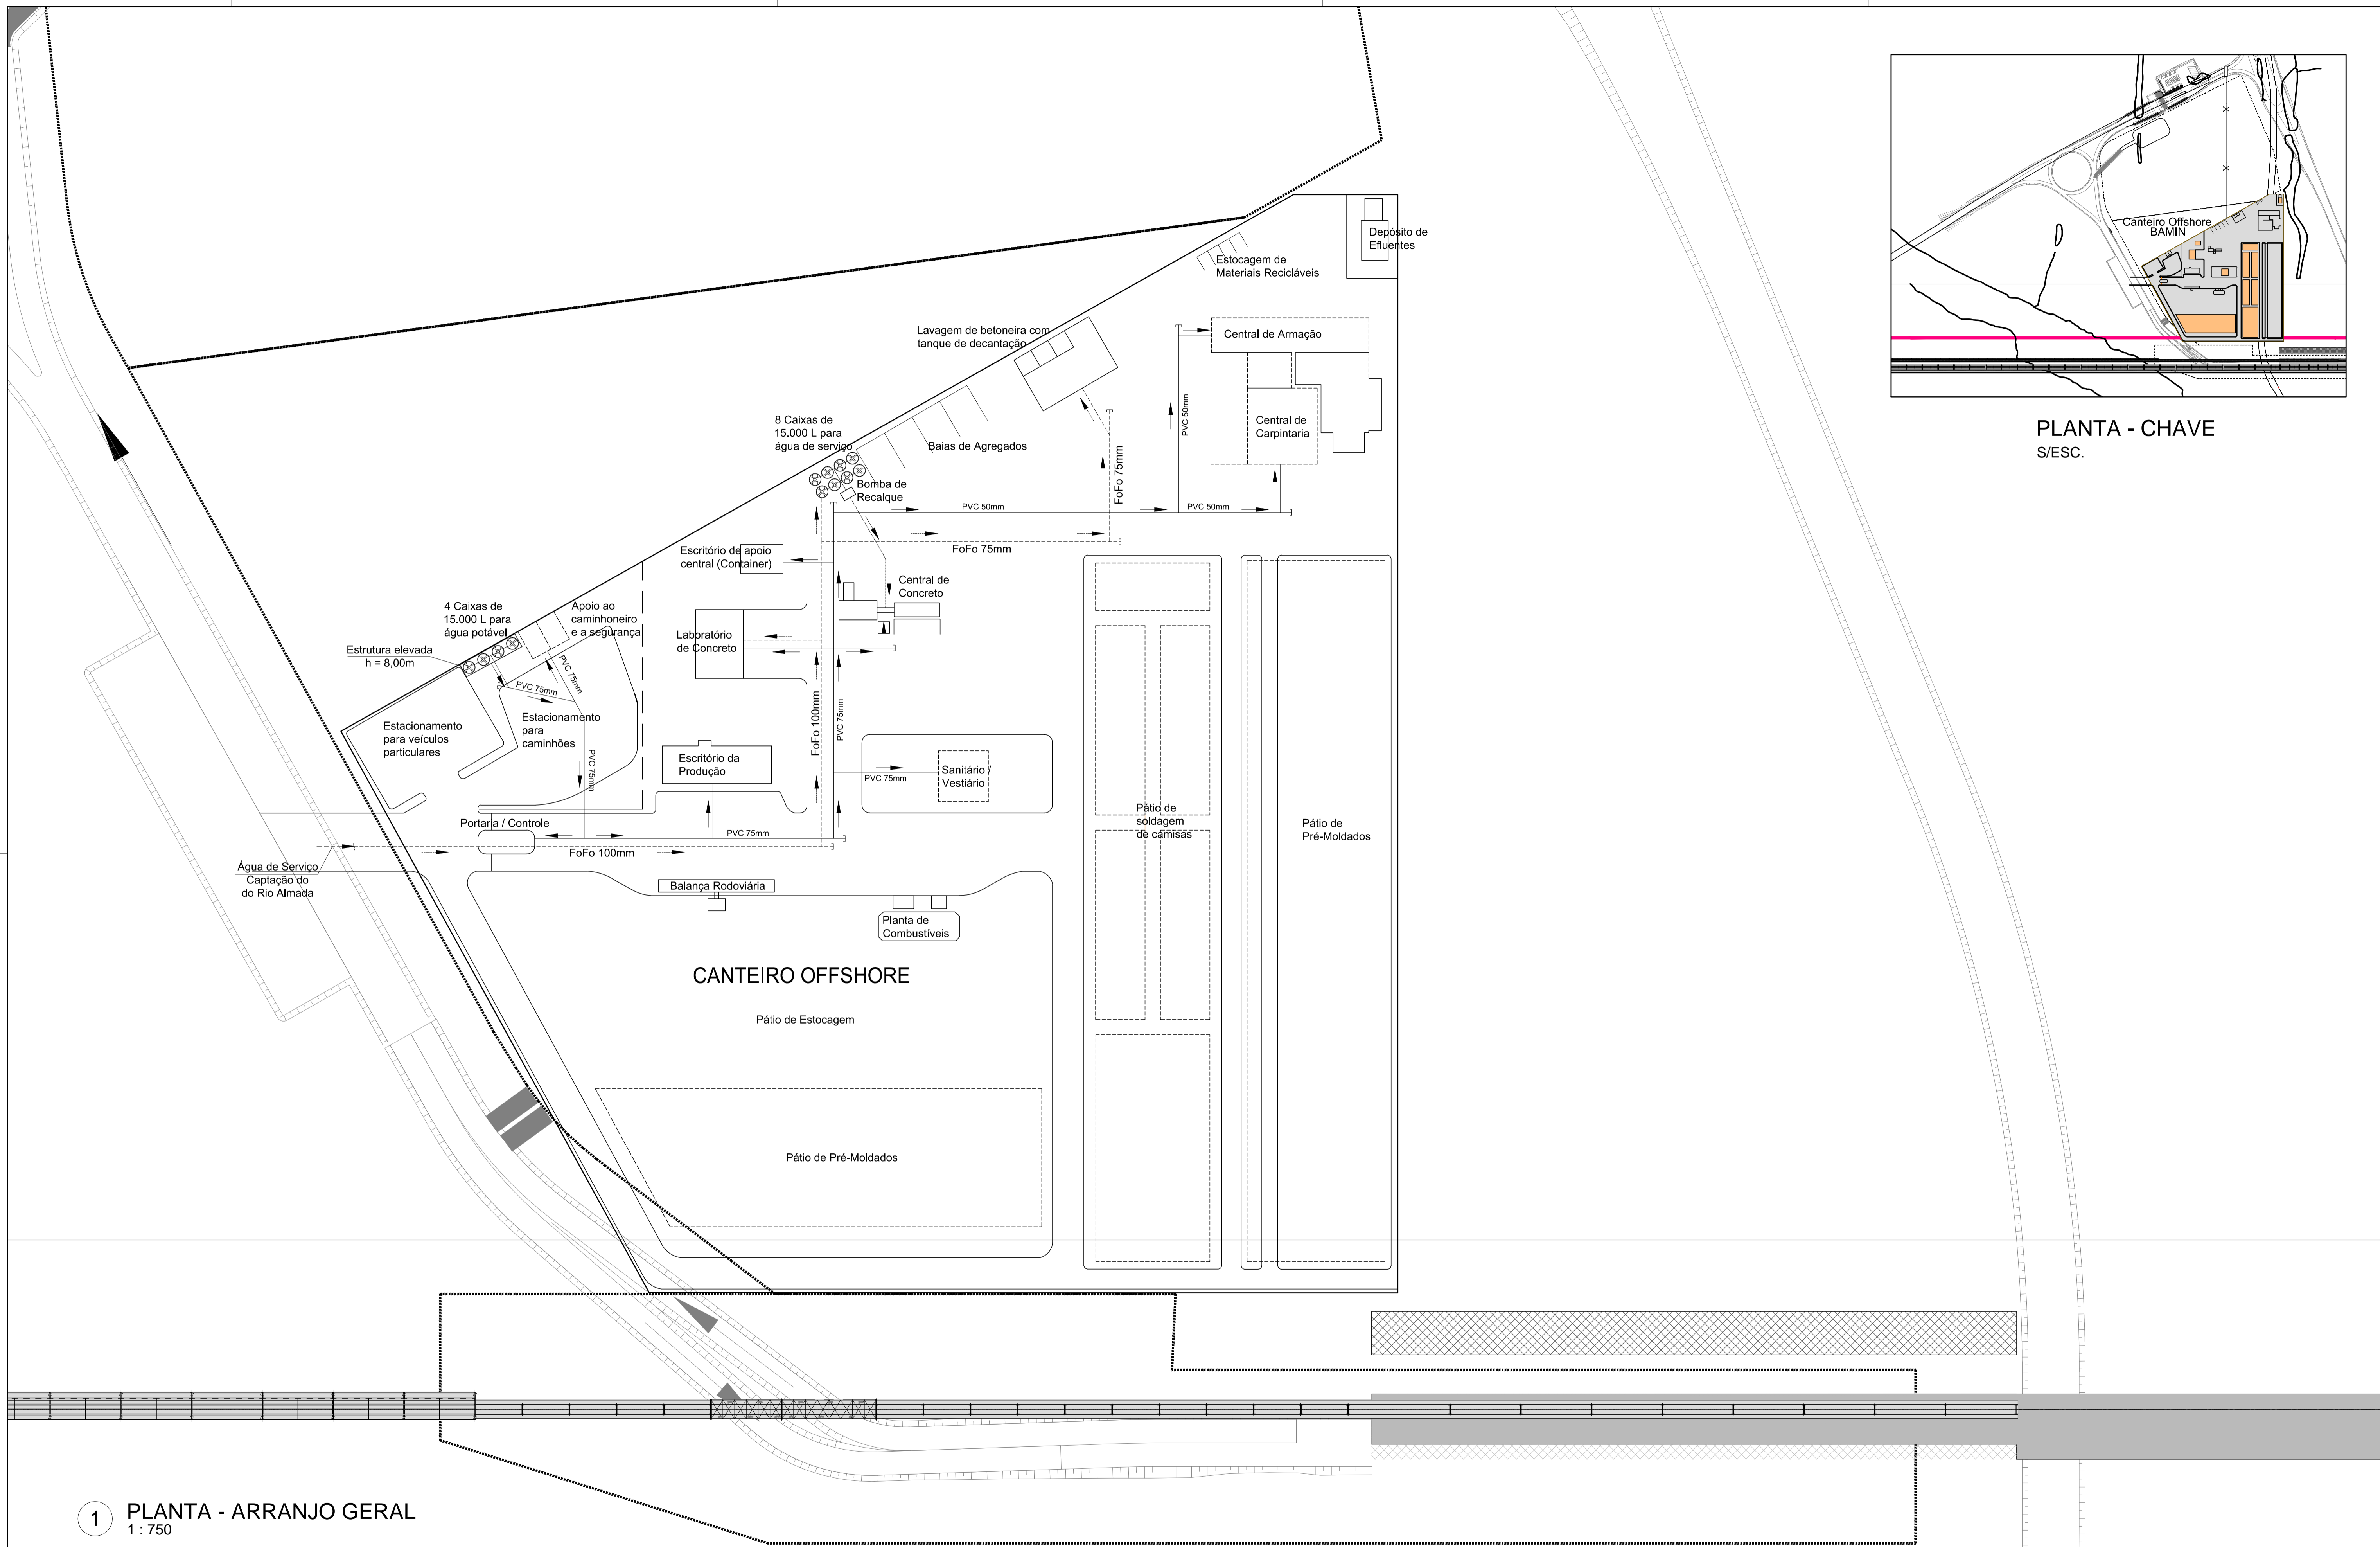 Canteiro Offshore
BAMIN
PLANTA - CHAVE
S/ESC.
Depósito de
Efluentes
Estocagem de
Materiais Recicláveis
Lavagem de betoneira com
tanque de decantação
Central de Armação
PVC 50mm
Central de
Carpintaria
8 Caixas de
15.000 L para
água de serviço
Baias de Agregados
FoFo 75mm
Bomba de
Recalque
PVC 50mm
PVC 50mm
FoFo 75mm
Escritório de apoio
central (Container)
Central de
Concreto
4 Caixas de
15.000 L para
água potável
Apoio ao
caminhoneiro
e a segurança
Laboratório
de Concreto
Estrutura elevada
h = 8,00m
PVC 75mm
PVC 75mm
Estacionamento
para veículos
particulares
Estacionamento
para
caminhões
FoFo 100mm
PVC 75mm
PVC 75mm
Escritório da
Produção
PVC 75mm
Sanitário /
Vestiário
Pátio de
soldagem
de camisas
Pátio de
Pré-Moldados
Portaria / Controle
PVC 75mm
FoFo 100mm
Água de Serviço
Captação do
do Rio Almada
Balança Rodoviária
Planta de
Combustíveis
CANTEIRO OFFSHORE
Pátio de Estocagem
Pátio de Pré-Moldados
1 PLANTA - ARRANJO GERAL
1 : 750